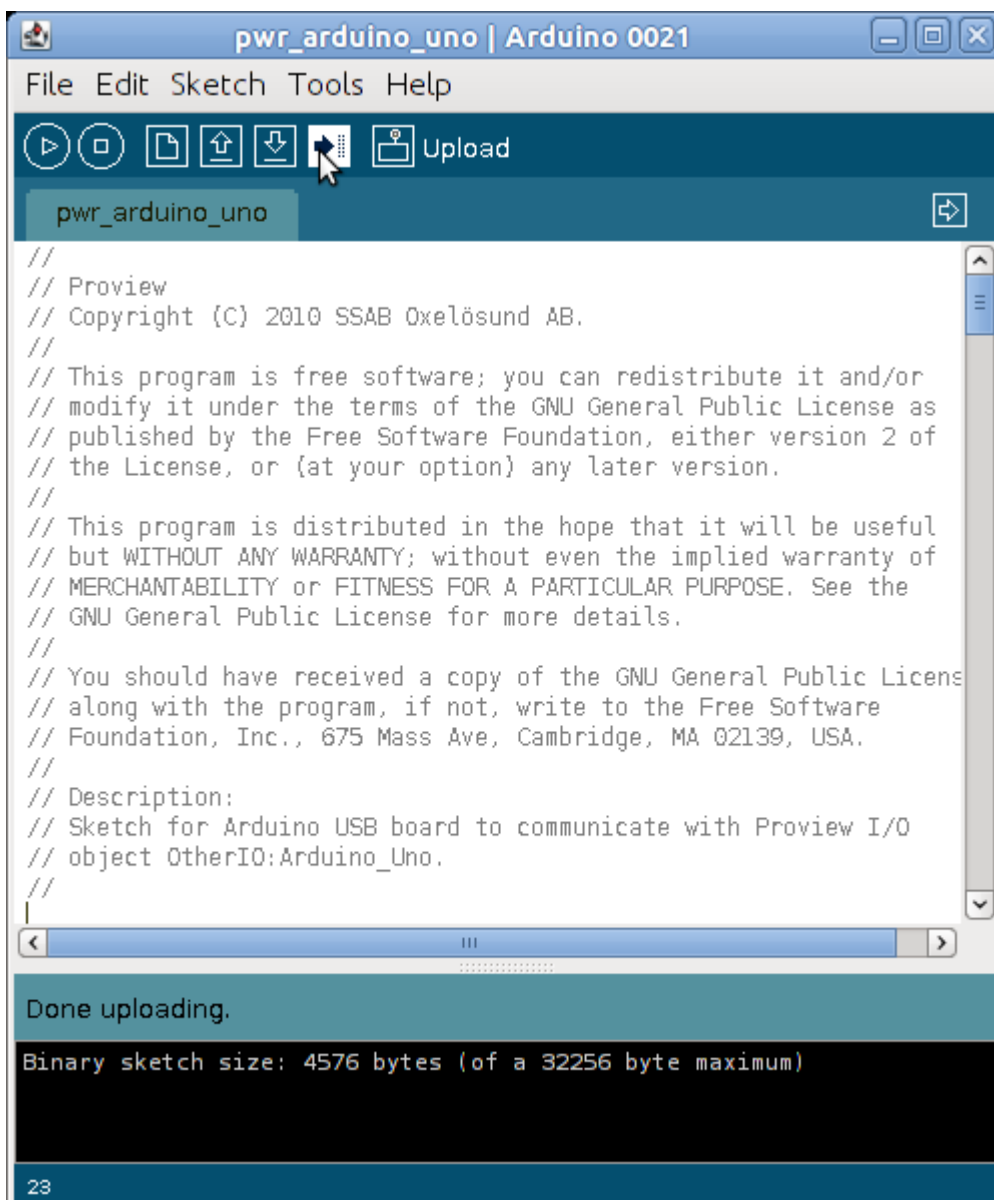 pwr_arduino_uno | Arduino 0021
File Edit Sketch Tools Help
Upload
pwr_arduino_uno
//
// Proview
// Copyright (C) 2010 SSAB Oxelösund AB.
//
// This program is free software; you can redistribute it and/or
// modify it under the terms of the GNU General Public License as
// published by the Free Software Foundation, either version 2 of
// the License, or (at your option) any later version.
//
// This program is distributed in the hope that it will be useful
// but WITHOUT ANY WARRANTY; without even the implied warranty of
// MERCHANTABILITY or FITNESS FOR A PARTICULAR PURPOSE. See the
// GNU General Public License for more details.
//
// You should have received a copy of the GNU General Public Licens
// along with the program, if not, write to the Free Software
// Foundation, Inc., 675 Mass Ave, Cambridge, MA 02139, USA.
//
// Description:
// Sketch for Arduino USB board to communicate with Proview I/O
// object OtherIO:Arduino_Uno.
//
Done uploading.
Binary sketch size: 4576 bytes (of a 32256 byte maximum)
23